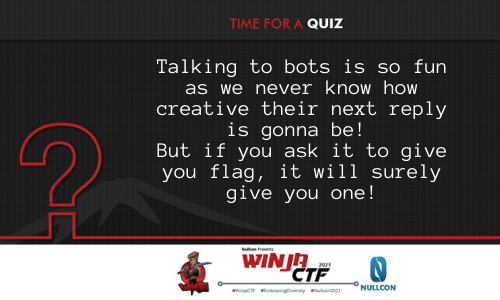 TIME FOR A QUIZ
Talking to bots is so fun
as we never know how
creative their next reply
is gonna be!
But if you ask it to give
you flag, it will surely
give you one!
Nullcon Presents
WINJA
CTF 2021
#WinjaCTF #EmbracingDiversity #Nullcon2021
NULLCON